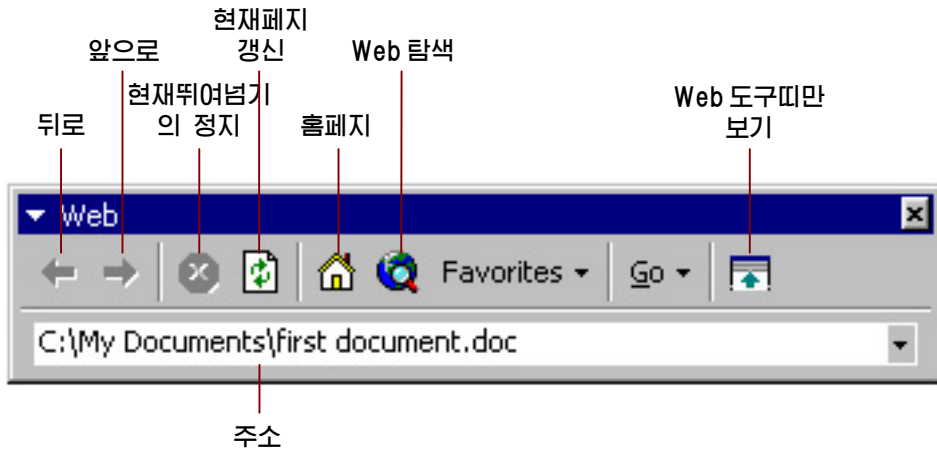 현재페지
갱신
앞으로
Web 탐색
현재뛰여넘기
의 정지
Web 도구띠만
보기
뒤로
홈페지
Web
Favorites
Go
C:\My Documents\first document.doc
주소